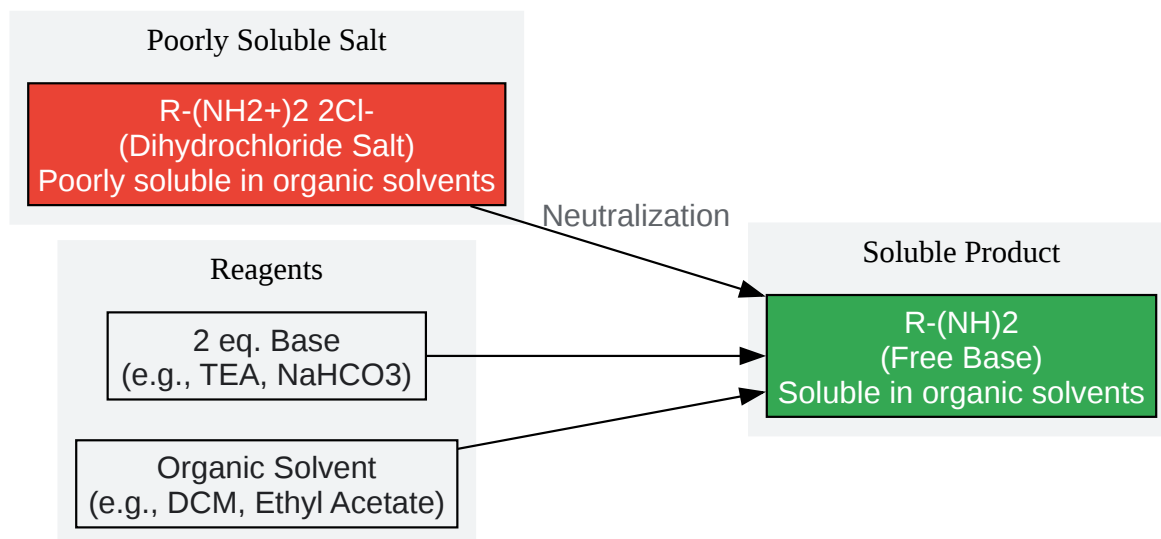 Poorly Soluble Salt
R-(NH2+)2 2Cl-
(Dihydrochloride Salt)
Poorly soluble in organic solvents
Neutralization
Reagents
2 eq. Base
(e.g., TEA, NaHCO3)
Organic Solvent
(e.g., DCM, Ethyl Acetate)
Soluble Product
R-(NH)2
(Free Base)
Soluble in organic solvents